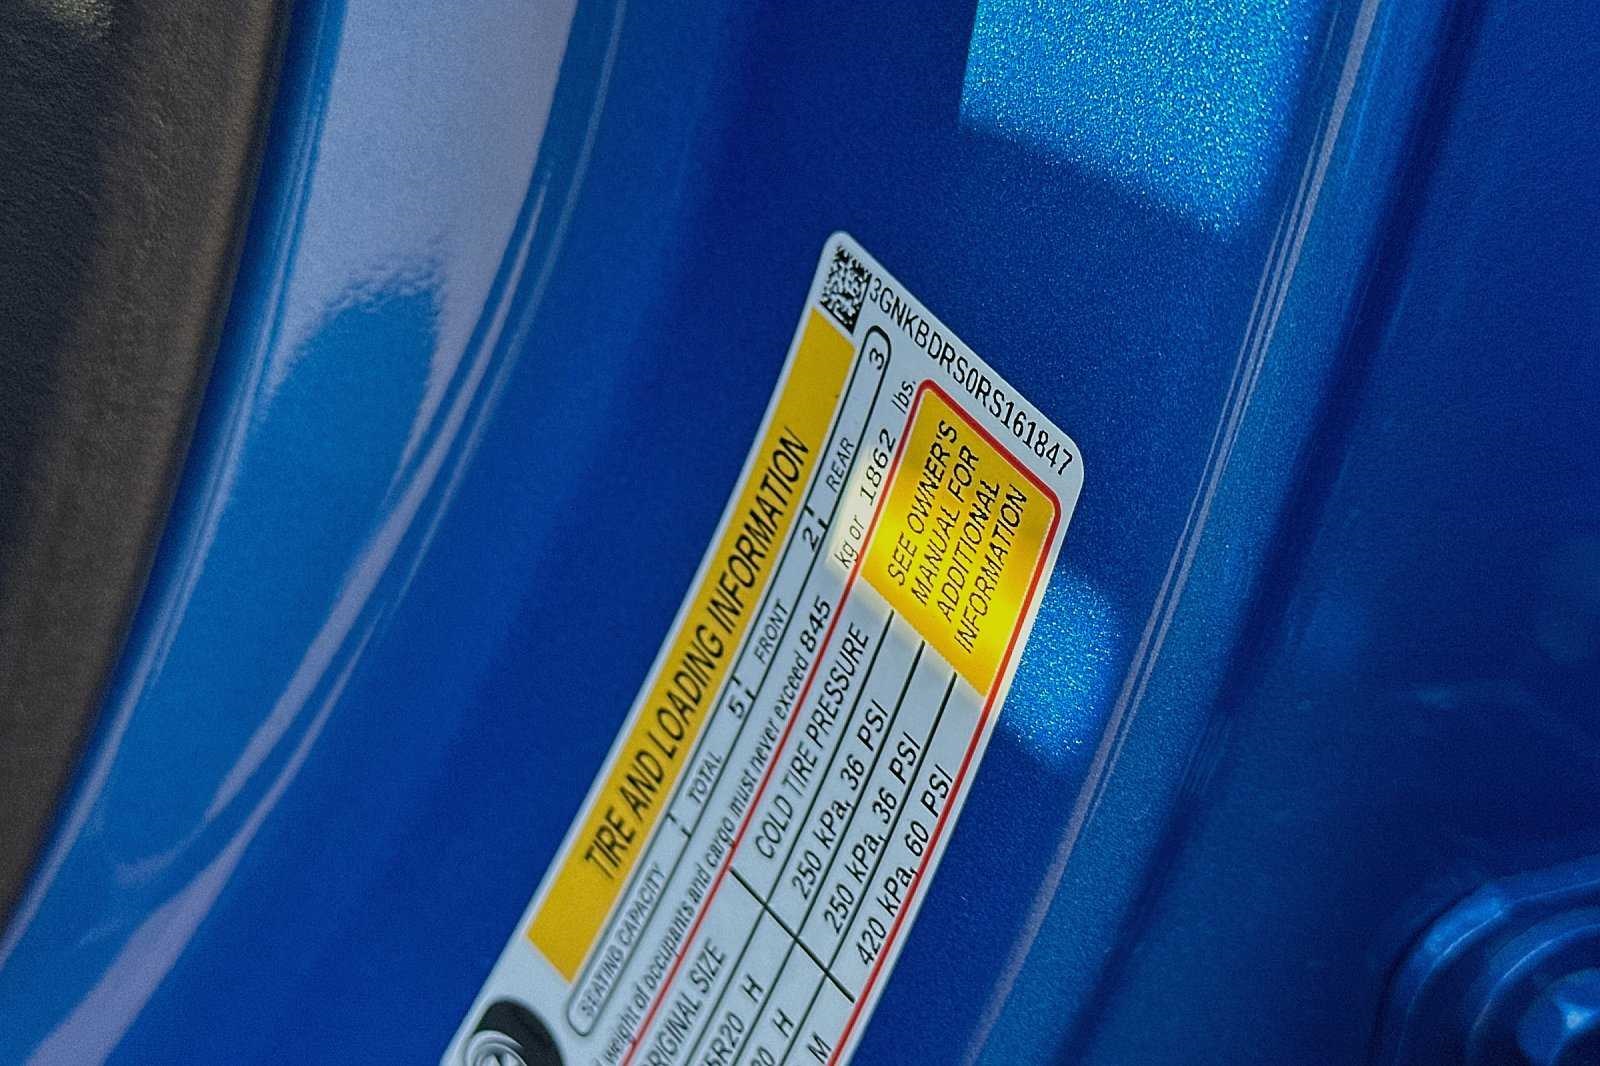 3GNKBDRS0RS161847
TIRE AND LOADING INFORMATION
SEATING CAPACITY TOTAL 5 FRONT 2 REAR 3
weight of occupants and cargo must never exceed 845 kg or 1862 lbs.
SIZE COLD TIRE PRESSURE
H 250 kPa, 36 PSI
H 250 kPa, 36 PSI
M 420 kPa, 60 PSI
SEE OWNER'S
MANUAL FOR
ADDITIONAL
INFORMATION